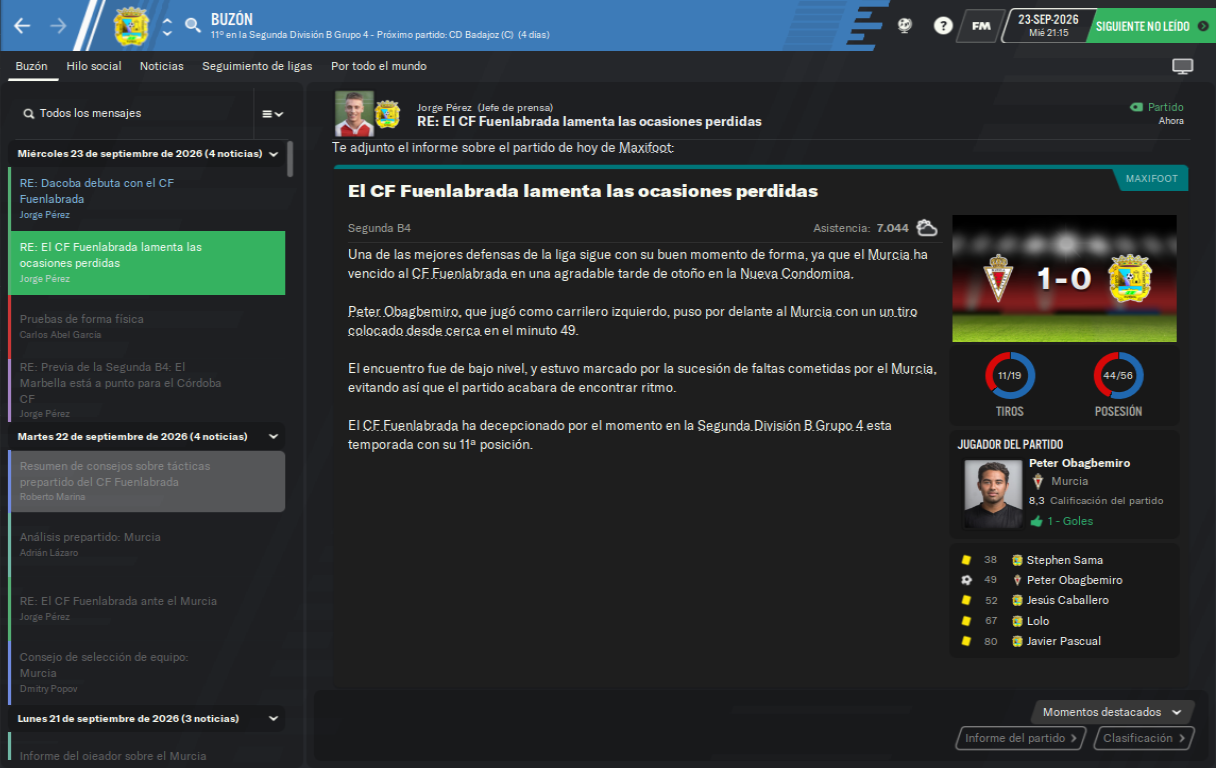 BUZÓN
11º en la Segunda División B Grupo 4 - Próximo partido: CD Badajoz (C) (4 días)
?
FM
23-SEP-2026
Mié 21:15
SIGUIENTE NO LEÍDO
Buzón
Hilo social
Noticias
Seguimiento de ligas
Por todo el mundo
Todos los mensajes
Miércoles 23 de septiembre de 2026 (4 noticias)
RE: Dacoba debuta con el CF
Fuenlabrada
Jorge Pérez
RE: El CF Fuenlabrada lamenta las
ocasiones perdidas
Jorge Pérez
Pruebas de forma física
Carlos Abel García
RE: Previa de la Segunda B4: El
Marbella está a punto para el Córdoba
CF
Jorge Pérez
Martes 22 de septiembre de 2026 (4 noticias)
Resumen de consejos sobre tácticas
prepartido del CF Fuenlabrada
Roberto Marina
Análisis prepartido: Murcia
Adrián Lázaro
RE: El CF Fuenlabrada ante el Murcia
Jorge Pérez
Consejo de selección de equipo:
Murcia
Dmitry Popov
Lunes 21 de septiembre de 2026 (3 noticias)
Informe del ojeador sobre el Murcia
Jorge Pérez (Jefe de prensa)
RE: El CF Fuenlabrada lamenta las ocasiones perdidas
Partido
Ahora
Te adjunto el informe sobre el partido de hoy de Maxifoot:
MAXIFOOT
El CF Fuenlabrada lamenta las ocasiones perdidas
Segunda B4
Asistencia: 7.044
Una de las mejores defensas de la liga sigue con su buen momento de forma, ya que el Murcia ha
vencido al CF Fuenlabrada en una agradable tarde de otoño en la Nueva Condomina.
Peter Obagbemiro, que jugó como carrilero izquierdo, puso por delante al Murcia con un un tiro
colocado desde cerca en el minuto 49.
El encuentro fue de bajo nivel, y estuvo marcado por la sucesión de faltas cometidas por el Murcia,
evitando así que el partido acabara de encontrar ritmo.
El CF Fuenlabrada ha decepcionado por el momento en la Segunda División B Grupo 4 esta
temporada con su 11ª posición.
1-0
11/19
44/56
TIROS
POSESIÓN
JUGADOR DEL PARTIDO
Peter Obagbemiro
Murcia
8,3 Calificación del partido
1 - Goles
38 Stephen Sama
49 Peter Obagbemiro
52 Jesús Caballero
67 Lolo
80 Javier Pascual
Momentos destacados
Informe del partido
Clasificación